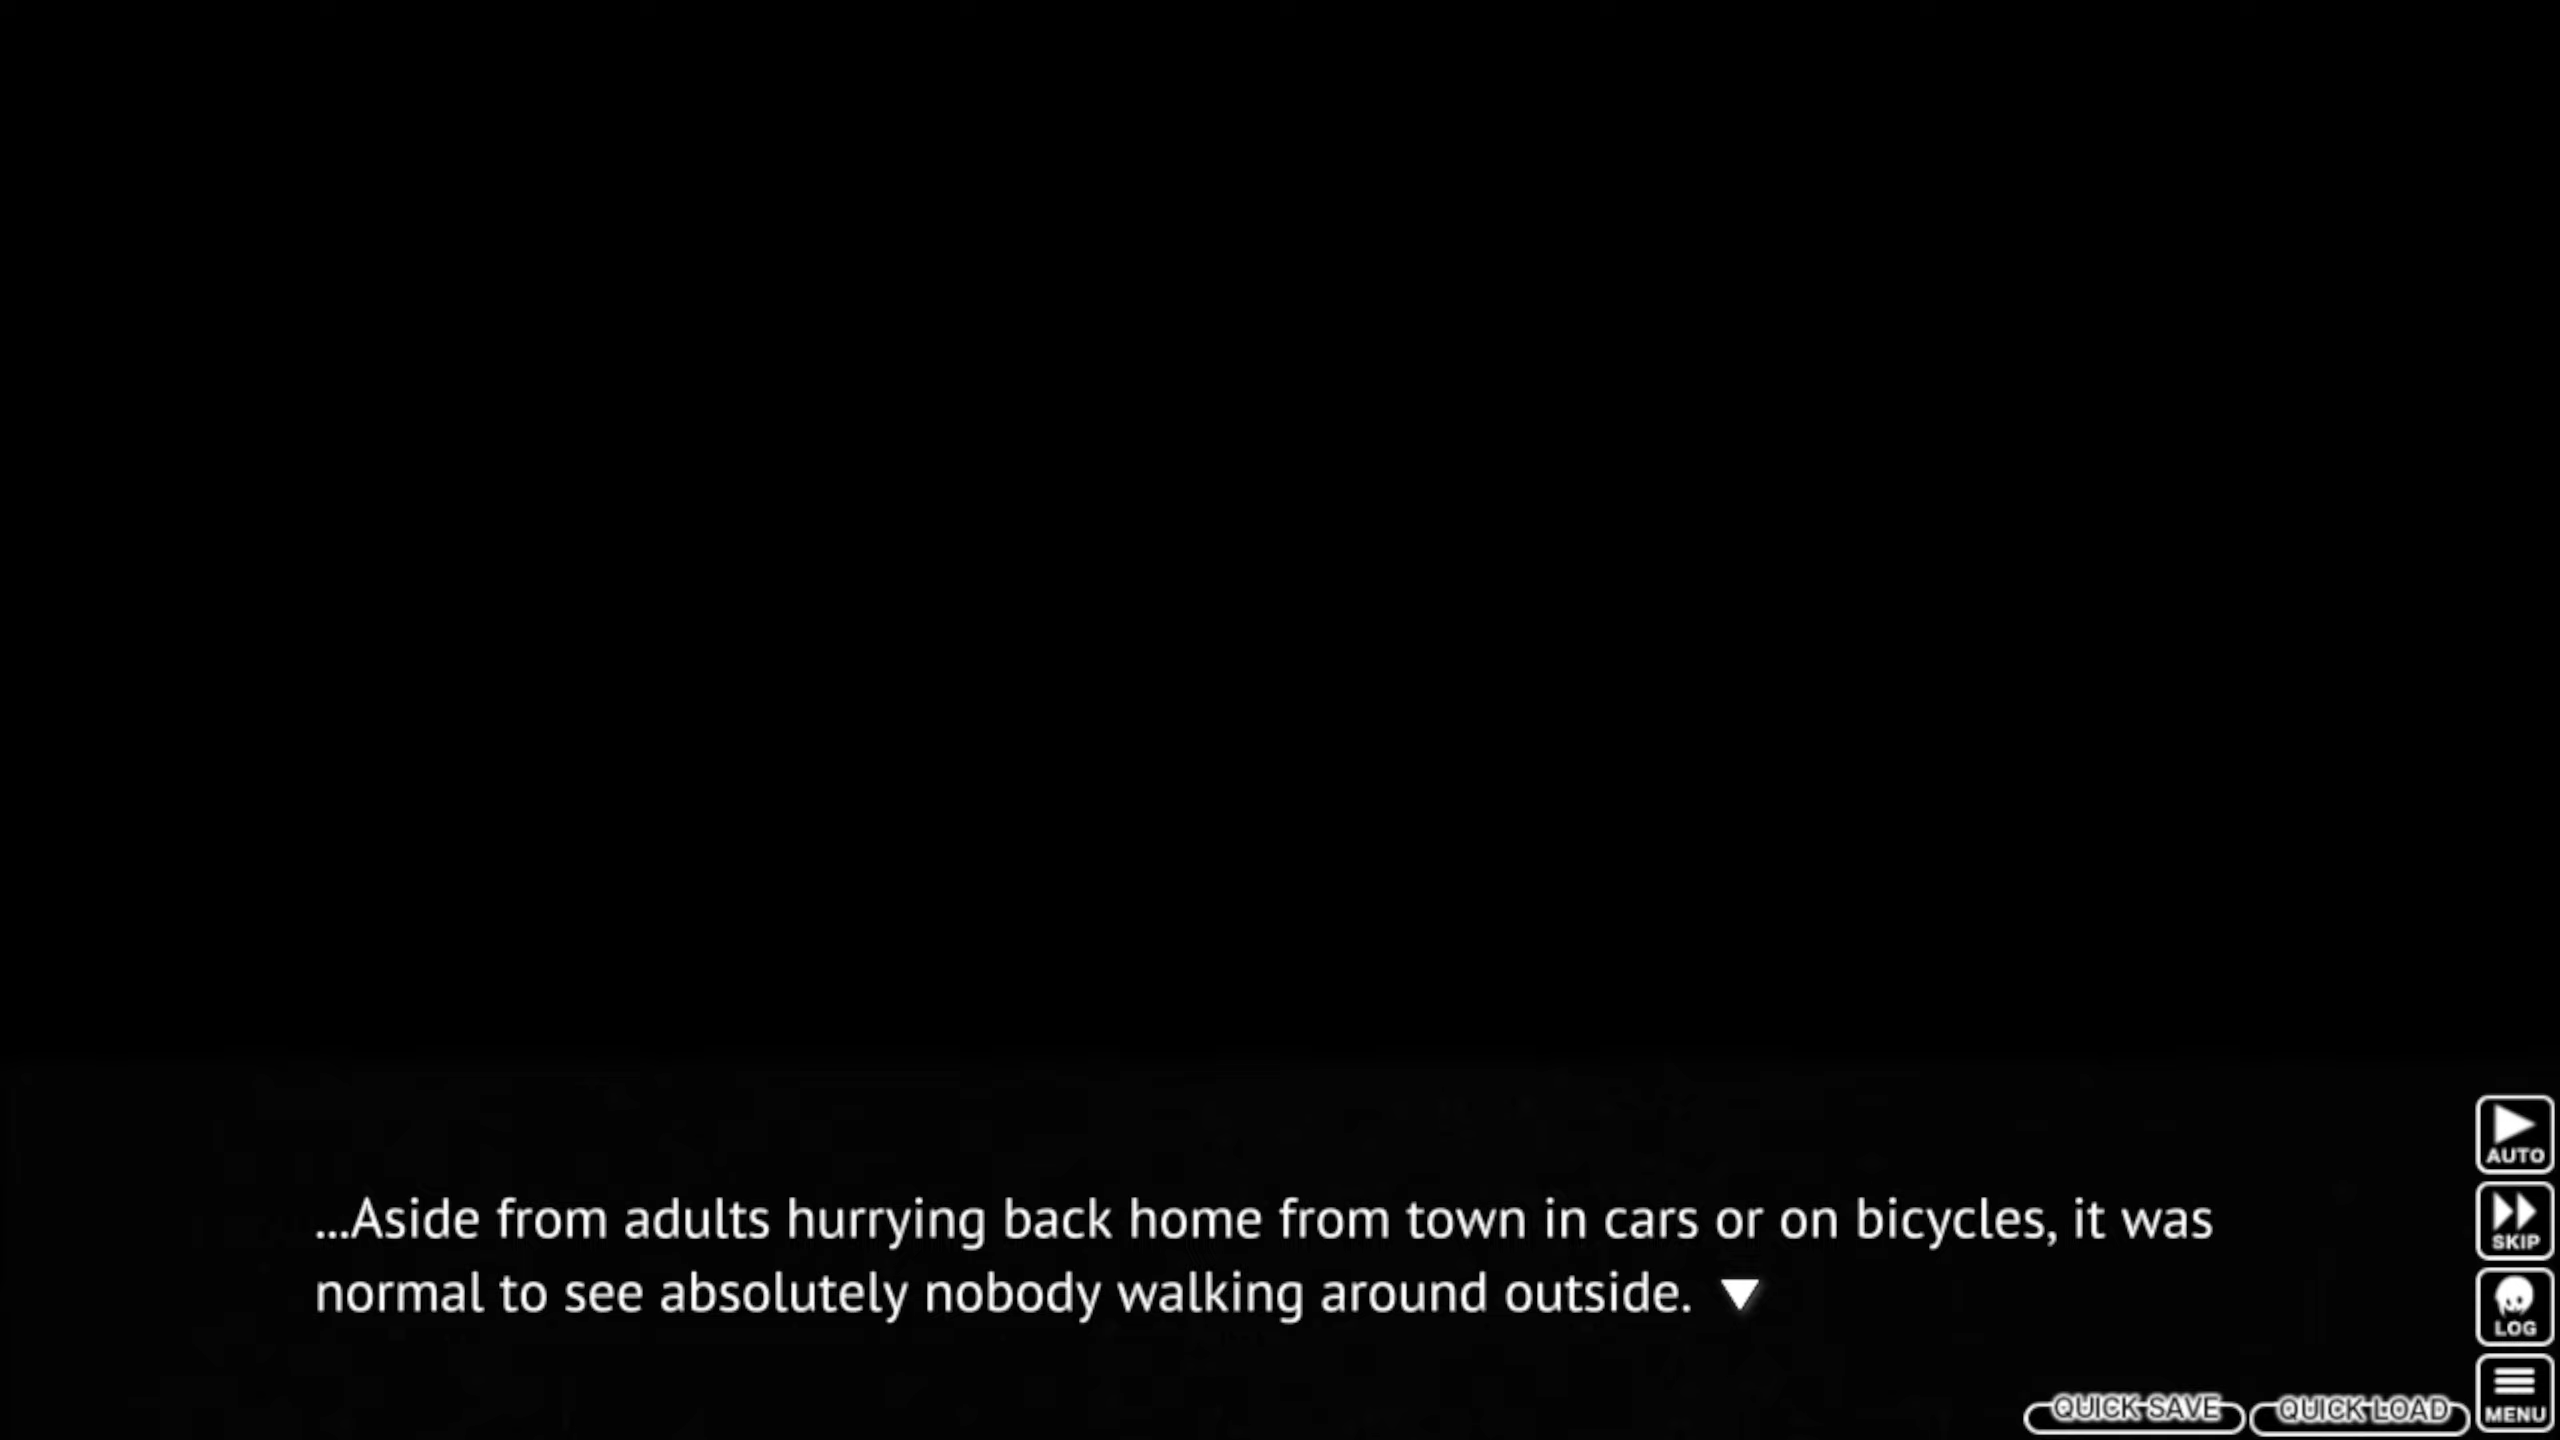 ...Aside from adults hurrying back home from town in cars or on bicycles, it was
normal to see absolutely nobody walking around outside.
AUTO
SKIP
LOG
MENU
QUICK SAVE
QUICK LOAD